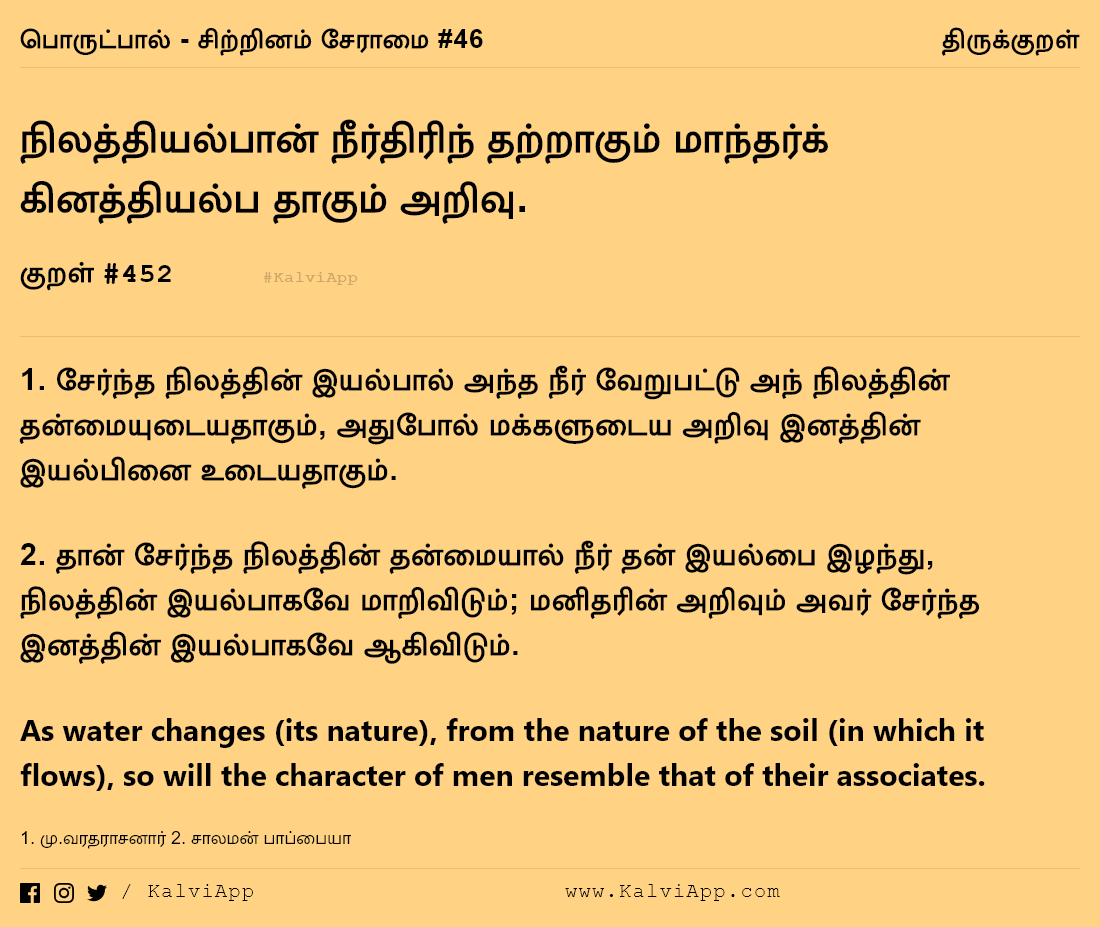 பொருட்பால் - சிற்றினம் சேராமை #46
திருக்குறள்
நிலத்தியல்பான் நீர்திரிந் தற்றாகும் மாந்தர்க்
கினத்தியல்ப தாகும் அறிவு.
குறள் #452
#KalviApp
1. சேர்ந்த நிலத்தின் இயல்பால் அந்த நீர் வேறுபட்டு அந் நிலத்தின்
தன்மையுடையதாகும், அதுபோல் மக்களுடைய அறிவு இனத்தின்
இயல்பினை உடையதாகும்.
2. தான் சேர்ந்த நிலத்தின் தன்மையால் நீர் தன் இயல்பை இழந்து,
நிலத்தின் இயல்பாகவே மாறிவிடும்; மனிதரின் அறிவும் அவர் சேர்ந்த
இனத்தின் இயல்பாகவே ஆகிவிடும்.
As water changes (its nature), from the nature of the soil (in which it
flows), so will the character of men resemble that of their associates.
1. மு.வரதராசனார் 2. சாலமன் பாப்பையா
/ KalviApp
www.KalviApp.com